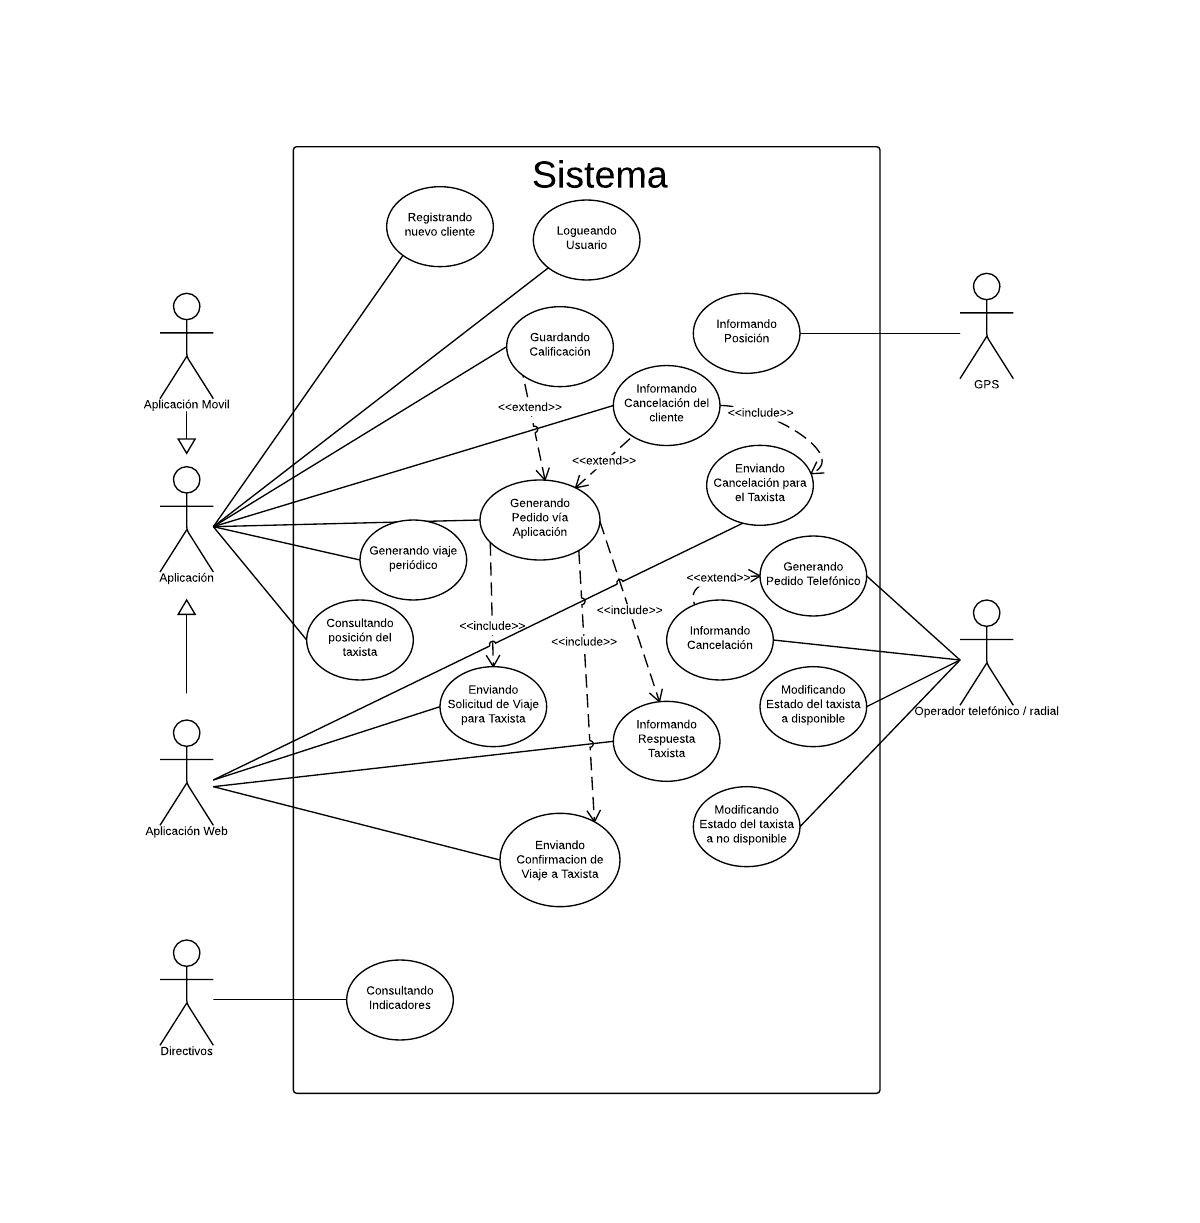 Sistema
Registrando
nuevo cliente
Logueando
Usuario
Guardando
Calificación
Informando
Posición
GPS
Aplicación Movil
Informando
Cancelación del
cliente
<<extend>>
<<include>>
<<extend>>
Enviando
Cancelación para
el Taxista
Generando
Pedido vía
Aplicación
Aplicación
Generando viaje
periódico
Generando
Pedido Telefónico
<<extend>>
Consultando
posición del
taxista
<<include>>
<<include>>
<<include>>
Informando
Cancelación
Enviando
Solicitud de Viaje
para Taxista
Modificando
Estado del taxista
a disponible
Operador telefónico / radial
Informando
Respuesta
Taxista
Aplicación Web
Modificando
Estado del taxista
a no disponible
Enviando
Confirmacion de
Viaje a Taxista
Consultando
Indicadores
Directivos